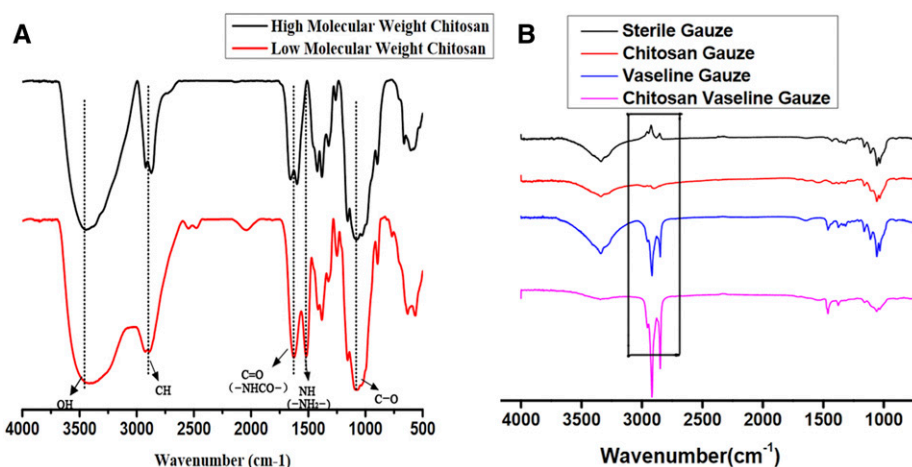 A
High Molecular Weight Chitosan
Low Molecular Weight Chitosan
OH
CH
C=O
(-NHCO-)
NH
(-NH₂-)
C-O
4000 3500 3000 2500 2000 1500 1000 500
Wavenumber (cm-1)
B
Sterile Gauze
Chitosan Gauze
Vaseline Gauze
Chitosan Vaseline Gauze
4000 3500 3000 2500 2000 1500 1000
Wavenumber(cm⁻¹)